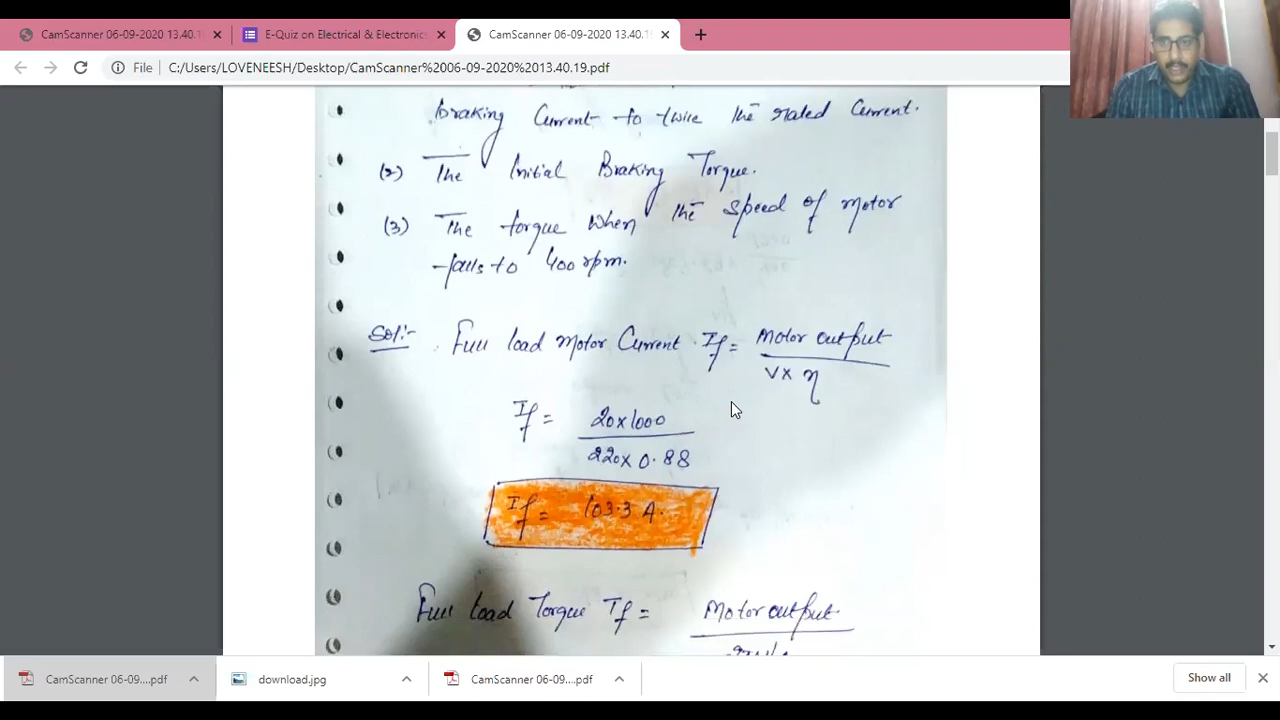 CamScanner 06-09-2020 13.40.1
E-Quiz on Electrical & Electronics
CamScanner 06-09-2020 13.40.19
File C:/Users/LOVENEESH/Desktop/CamScanner%2006-09-2020%2013.40.19.pdf
braking Current to twice the rated Current.
(2) The Initial Braking Torque.
(3) The torque when the speed of motor
falls to 400 rpm.
Sol:- Full load Motor Current If = Motor output
V x η
If = 20x1000
220x 0.88
If = 103.3 A.
Full Load Torque Tf = Motor output
CamScanner 06-09....pdf
download.jpg
CamScanner 06-09....pdf
Show all